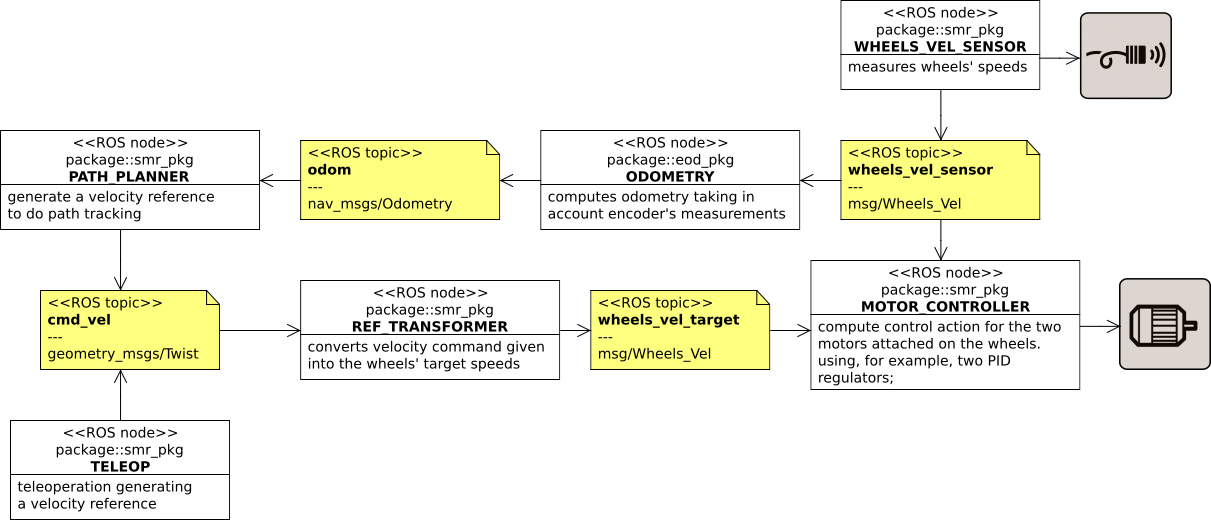 <<ROS node>>
package::smr_pkg
WHEELS_VEL_SENSOR
measures wheels' speeds
<<ROS node>>
package::smr_pkg
PATH_PLANNER
generate a velocity reference
to do path tracking
<<ROS topic>>
odom
---
nav_msgs/Odometry
<<ROS node>>
package::eod_pkg
ODOMETRY
computes odometry taking in
account encoder's measurements
<<ROS topic>>
wheels_vel_sensor
---
msg/Wheels_Vel
<<ROS topic>>
cmd_vel
---
geometry_msgs/Twist
<<ROS node>>
package::smr_pkg
REF_TRANSFORMER
converts velocity command given
into the wheels' target speeds
<<ROS topic>>
wheels_vel_target
---
msg/Wheels_Vel
<<ROS node>>
package::smr_pkg
MOTOR_CONTROLLER
compute control action for the two
motors attached on the wheels.
using, for example, two PID
regulators;
<<ROS node>>
package::smr_pkg
TELEOP
teleoperation generating
a velocity reference